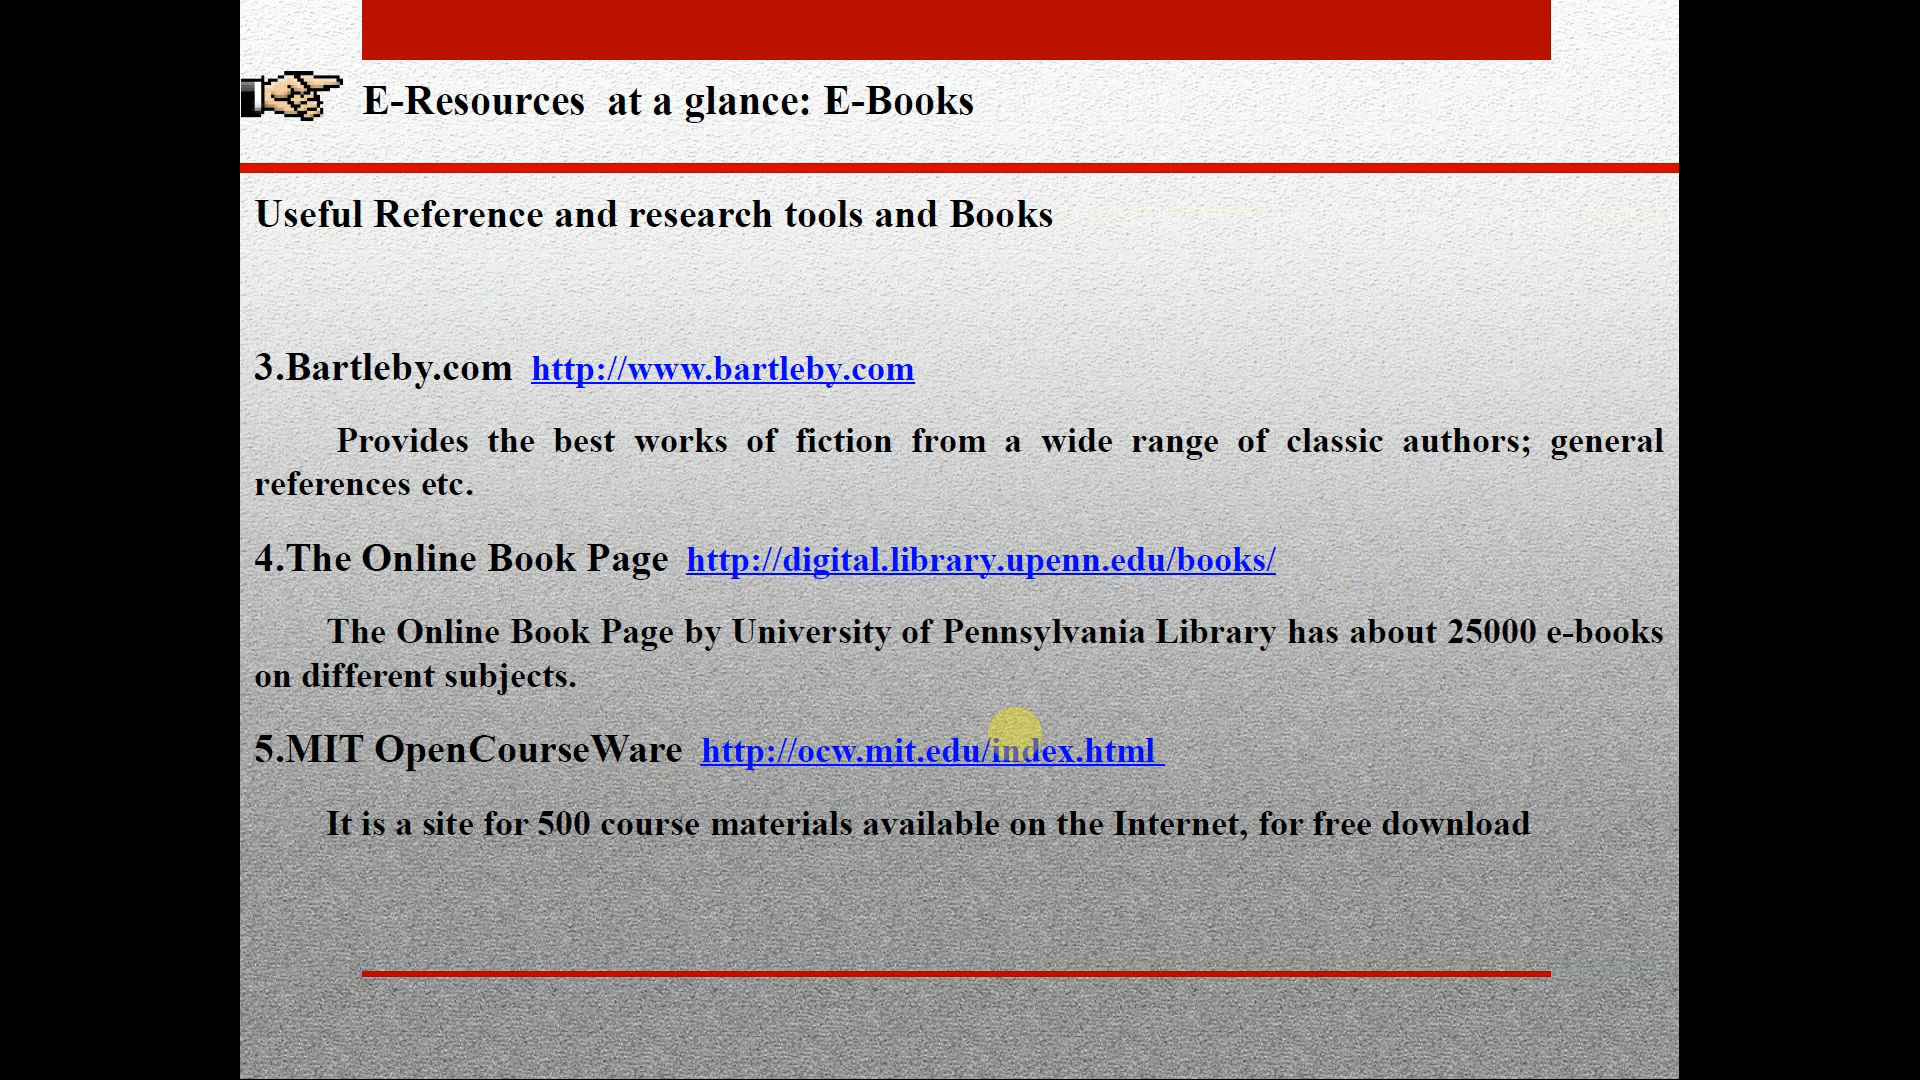 E-Resources at a glance: E-Books
Useful Reference and research tools and Books
3.Bartleby.com http://www.bartleby.com
Provides the best works of fiction from a wide range of classic authors; general
references etc.
4.The Online Book Page http://digital.library.upenn.edu/books/
The Online Book Page by University of Pennsylvania Library has about 25000 e-books
on different subjects.
5.MIT OpenCourseWare http://ocw.mit.edu/index.html
It is a site for 500 course materials available on the Internet, for free download